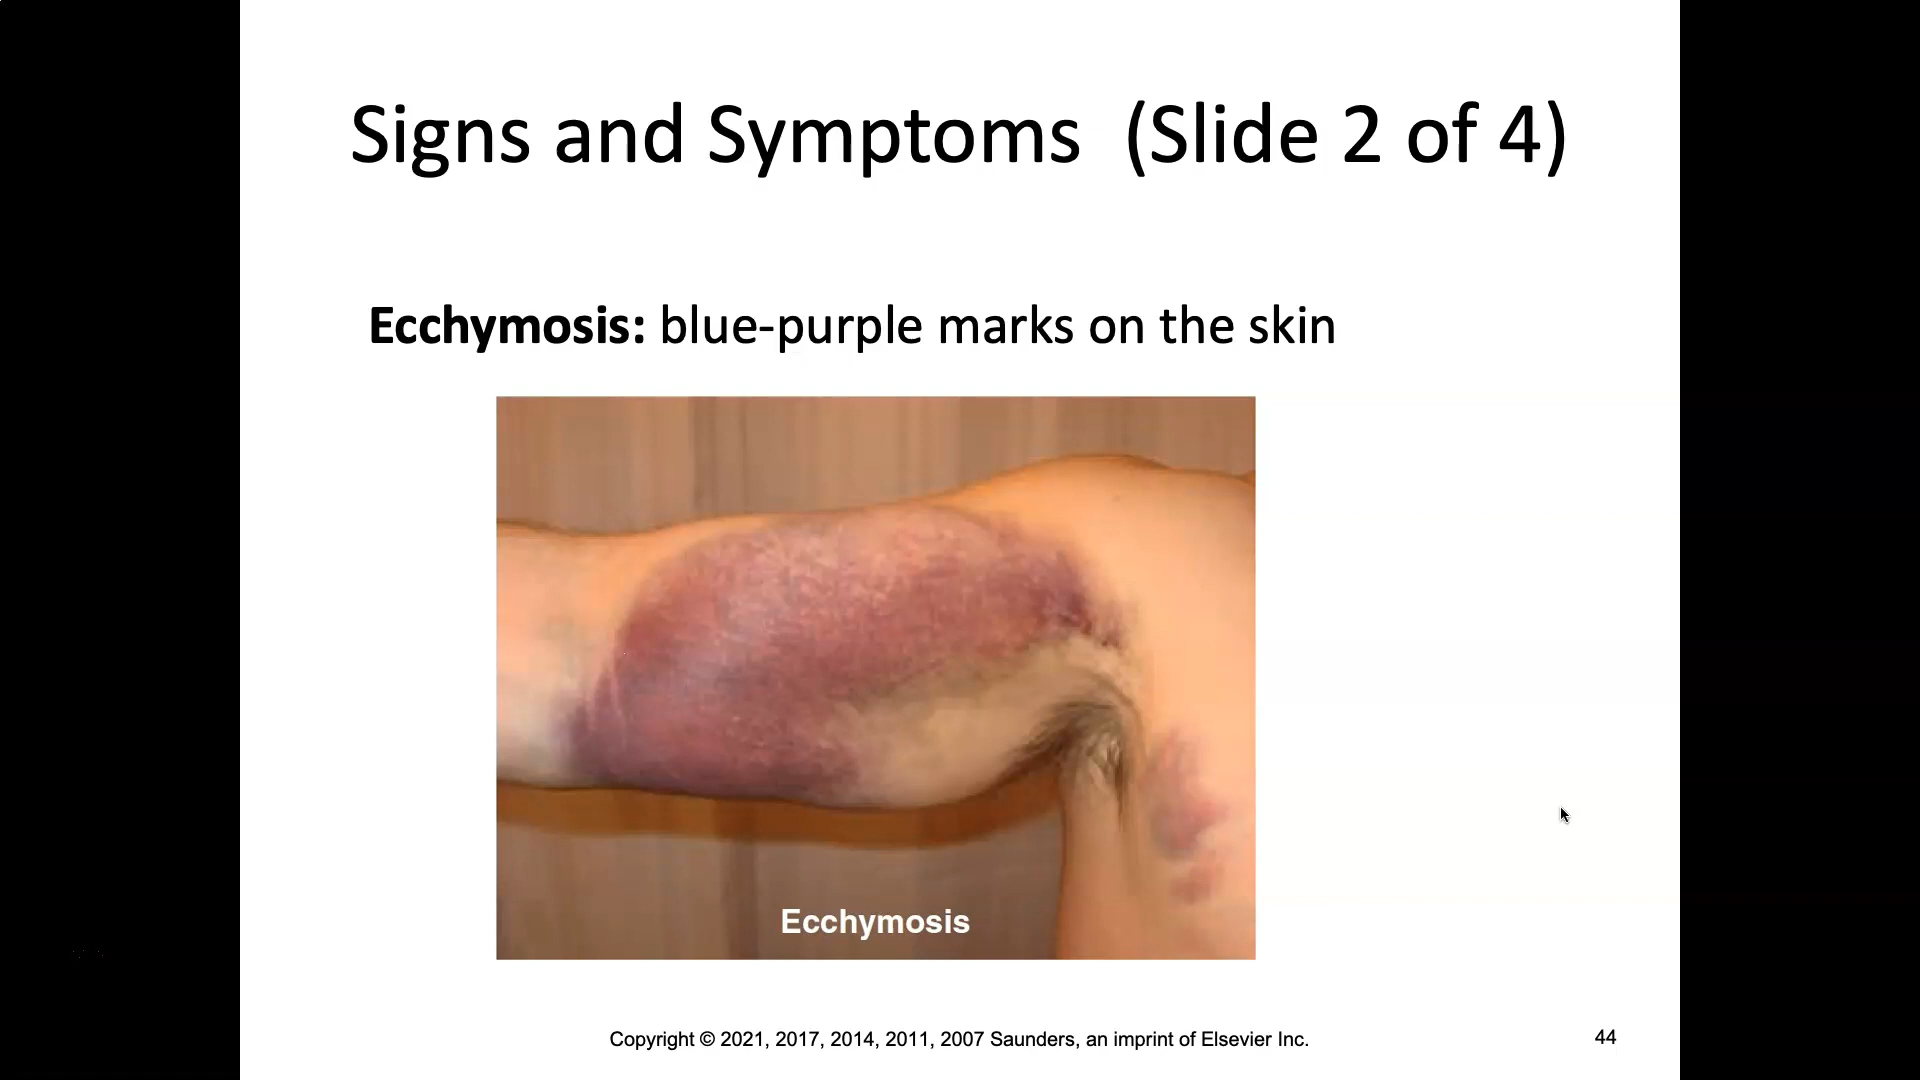 Signs and Symptoms (Slide 2 of 4)
Ecchymosis: blue-purple marks on the skin
Ecchymosis
Copyright © 2021, 2017, 2014, 2011, 2007 Saunders, an imprint of Elsevier Inc.
44